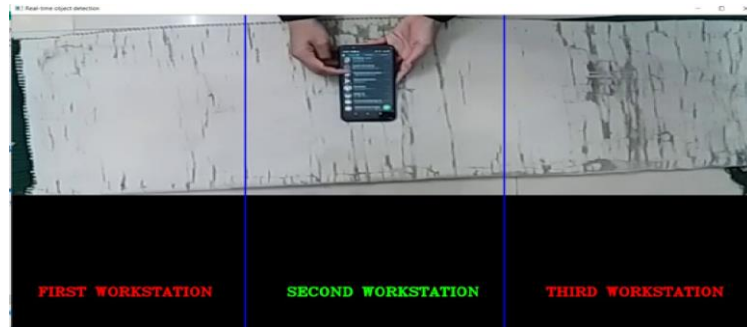 Real-time object detection
FIRST WORKSTATION
SECOND WORKSTATION
THIRD WORKSTATION